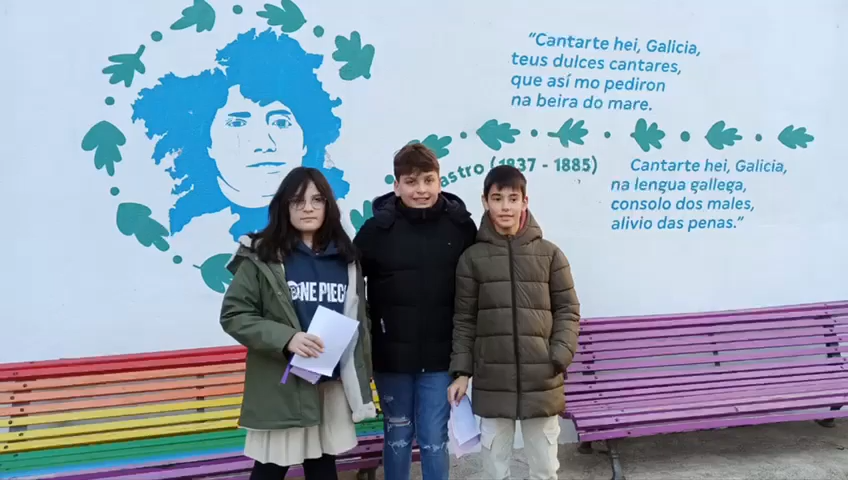 “Cantarte hei, Galicia,
teus dulces cantares,
que así mo pediron
na beira do mare.
astro (1837 - 1885)
Cantarte hei, Galicia,
na lengua gallega,
consolo dos males,
alivio das penas.”
ONE PIECE